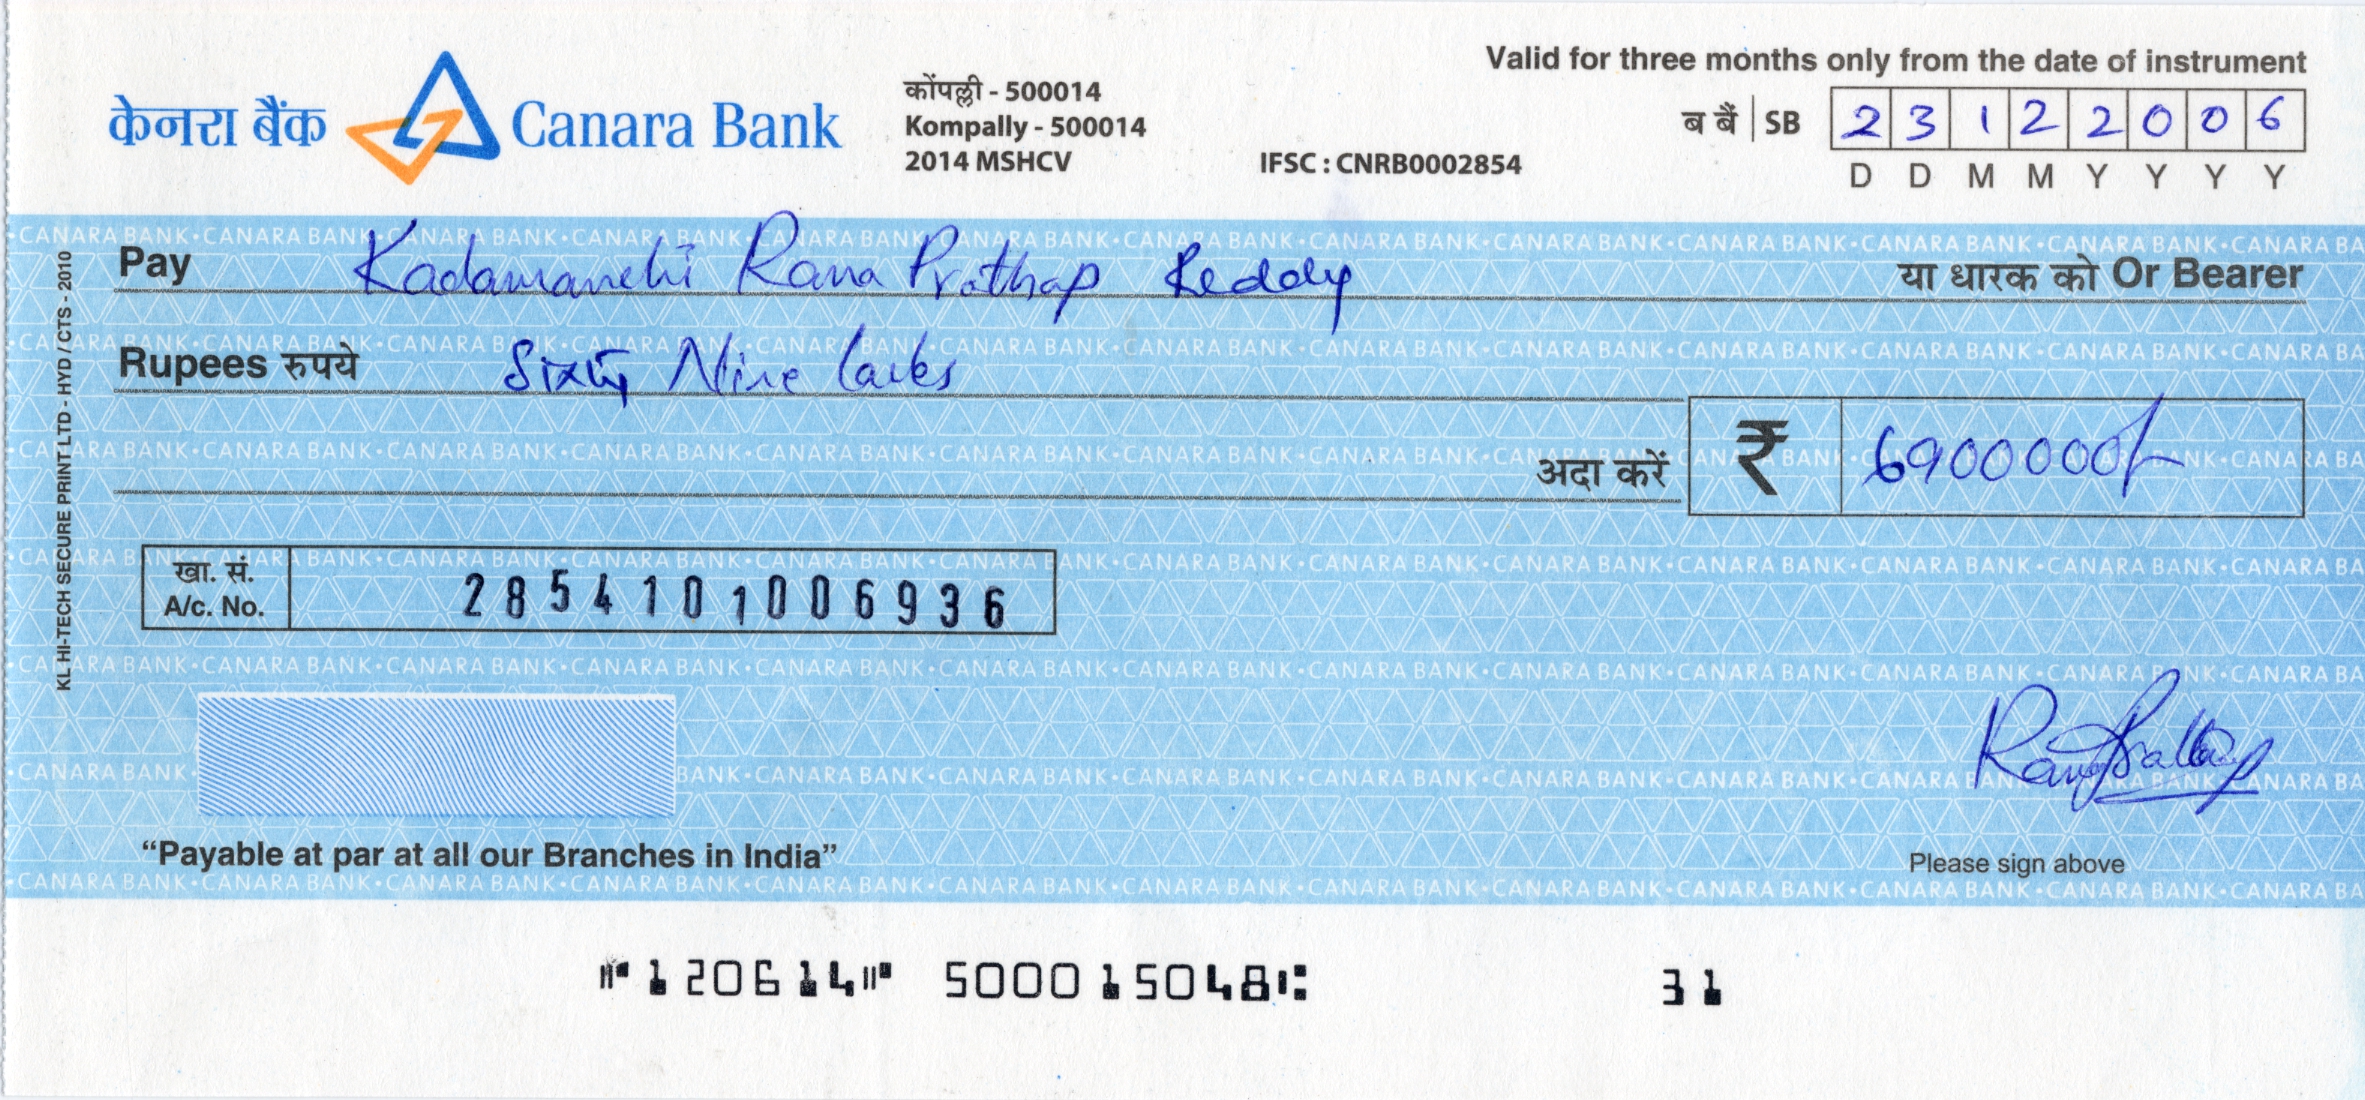 Valid for three months only from the date of instrument
केनरा बैंक Canara Bank
कोंपल्ली - 500014
Kompally - 500014
2014 MSHCV
IFSC : CNRB0002854
ब बैं | SB 2 3 1 2 2 0 0 6
D D M M Y Y Y Y
Pay Kadamanchi Rana Prathap Reddy या धारक को Or Bearer
Rupees रुपये Sixty Nine lacks
अदा करें ₹ 6900000/-
खा. सं.
A/c. No.
2854101006936
KL HI-TECH SECURE PRINT LTD - HYD / CTS - 2010
"Payable at par at all our Branches in India"
Rana Prathap
Please sign above
⑈120614⑈ 500015048⑆ 31